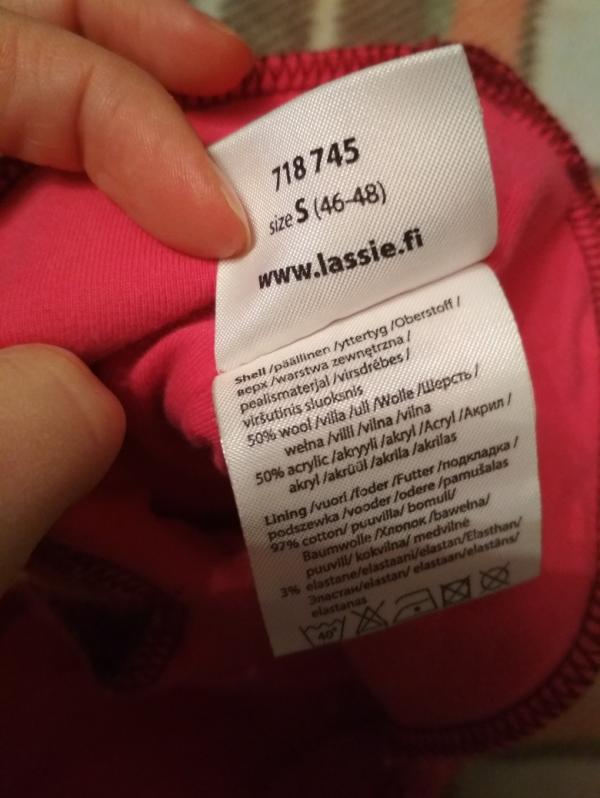 718 745
size S (46-48)
www.lassie.fi
Shell /päällinen /yttertyg /Oberstoff /
верх /warstwa zewnętrzna /
pealismaterjal /virsdrēbes /
viršutinis sluoksnis
50% wool /villa /ull /Wolle /Шерсть /
wełna /villl /vilna /vilna
50% acrylic /akryyli /akryl /Acryl /Акрил /
akryl /akrüül /akrila /akrilas
Lining /vuori /foder /Futter /подкладка /
podszewka /vooder /odere /pamušalas
97% cotton/ puuvilla/ bomull/
Baumwolle /Хлопок /bawełna/
puuvill/ kokvilna/ medvilnė
3% elastane/elastaani/elastan/Elasthan/
Эластан/elastan/ elastaan/elastāns/
elastanas
40°